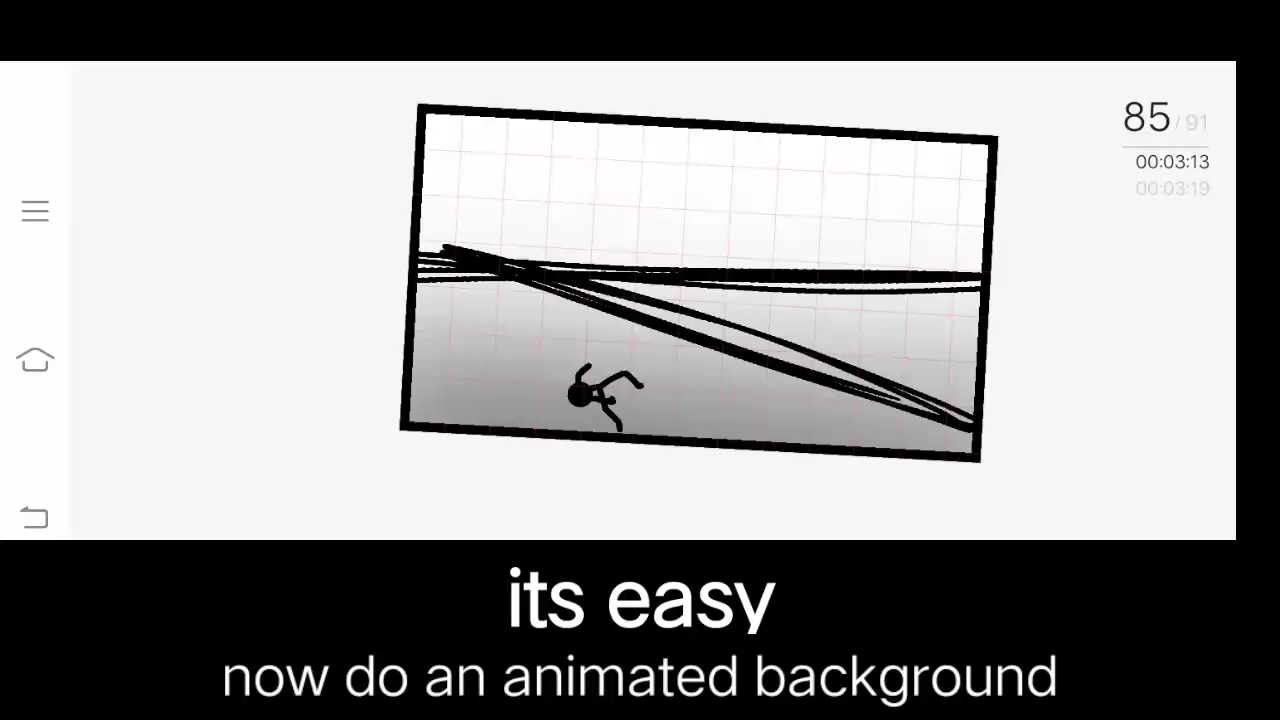 85 / 91
00:03:13
00:03:19
its easy
now do an animated background